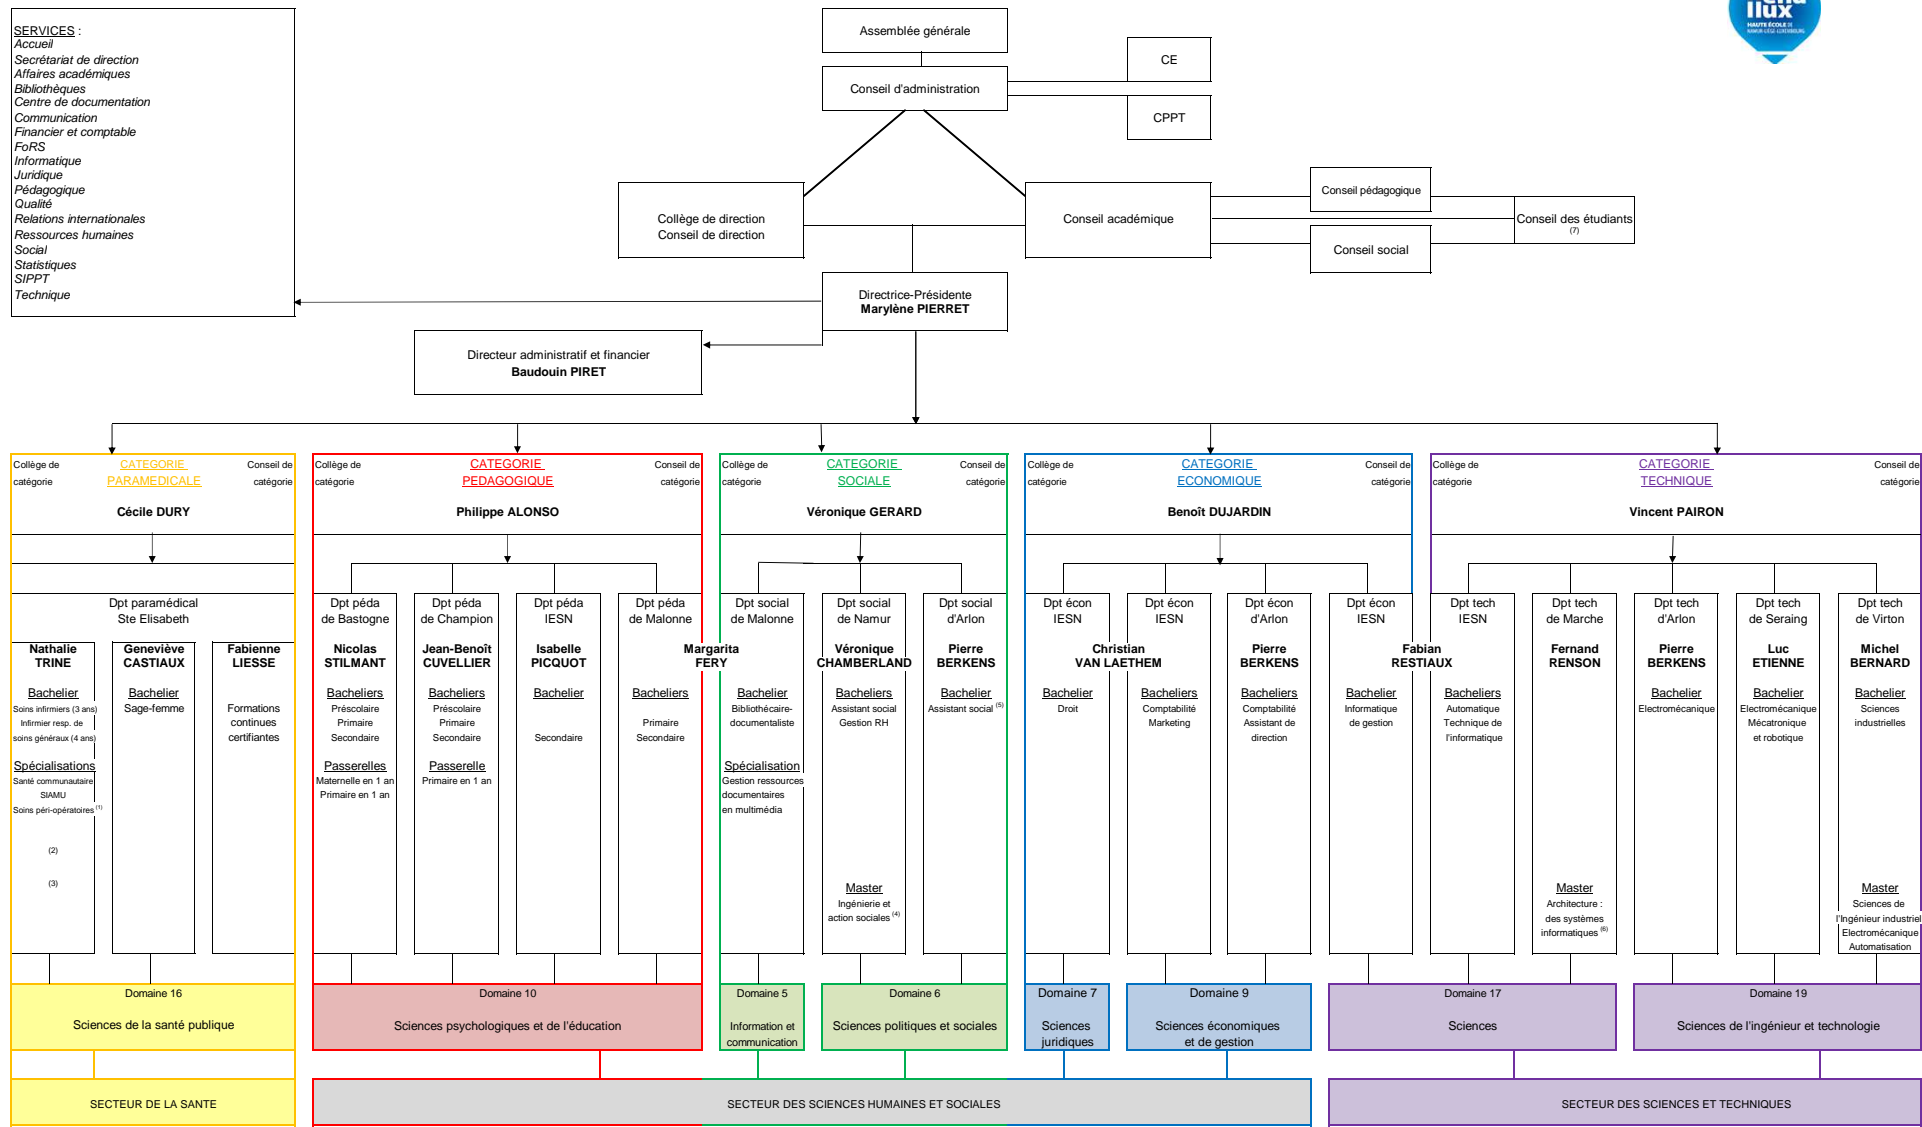 SERVICES :
Accueil
Secrétariat de direction
Affaires académiques
Bibliothèques
Centre de documentation
Communication
Financier et comptable
FoRS
Informatique
Juridique
Pédagogique
Qualité
Relations internationales
Ressources humaines
Social
Statistiques
SIPPT
Technique
Assemblée générale
Conseil d'administration
CE
CPPT
llux
HAUTE ÉCOLE DE
NAMUR-LIÈGE-LUXEMBOURG
Collège de direction
Conseil de direction
Conseil académique
Conseil pédagogique
Conseil social
Conseil des étudiants
(7)
Directrice-Présidente
Marylène PIERRET
Directeur administratif et financier
Baudouin PIRET
Collège de catégorie
CATEGORIE PARAMEDICALE
Conseil de catégorie
Cécile DURY
Collège de catégorie
CATEGORIE PEDAGOGIQUE
Conseil de catégorie
Philippe ALONSO
Collège de catégorie
CATEGORIE SOCIALE
Conseil de catégorie
Véronique GERARD
Collège de catégorie
CATEGORIE ECONOMIQUE
Conseil de catégorie
Benoît DUJARDIN
Collège de catégorie
CATEGORIE TECHNIQUE
Conseil de catégorie
Vincent PAIRON
Dpt paramédical
Ste Elisabeth
Nathalie
TRINE
Bachelier
Soins infirmiers (3 ans)
Infirmier resp. de
soins généraux (4 ans)
Spécialisations
Santé communautaire
SIAMU
Soins péri-opératoires (1)
(2)
(3)
Geneviève
CASTIAUX
Bachelier
Sage-femme
Fabienne
LIESSE
Formations
continues
certifiantes
Dpt péda
de Bastogne
Nicolas
STILMANT
Bacheliers
Préscolaire
Primaire
Secondaire
Passerelles
Maternelle en 1 an
Primaire en 1 an
Dpt péda
de Champion
Jean-Benoît
CUVELLIER
Bacheliers
Préscolaire
Primaire
Secondaire
Passerelle
Primaire en 1 an
Dpt péda
IESN
Isabelle
PICQUOT
Bachelier
Secondaire
Dpt péda
de Malonne
Margarita
FERY
Bacheliers
Primaire
Secondaire
Dpt social
de Malonne
Bachelier
Bibliothécaire-
documentaliste
Spécialisation
Gestion ressources
documentaires
en multimédia
Dpt social
de Namur
Véronique
CHAMBERLAND
Bacheliers
Assistant social
Gestion RH
Master
Ingénierie et
action sociales (4)
Dpt social
d'Arlon
Pierre
BERKENS
Bachelier
Assistant social (5)
Dpt écon
IESN
Christian
VAN LAETHEM
Bachelier
Droit
Dpt écon
IESN
Bacheliers
Comptabilité
Marketing
Dpt écon
d'Arlon
Pierre
BERKENS
Bacheliers
Comptabilité
Assistant de
direction
Dpt écon
IESN
Fabian
RESTIAUX
Bachelier
Informatique
de gestion
Dpt tech
IESN
Bacheliers
Automatique
Technique de
l'informatique
Dpt tech
de Marche
Fernand
RENSON
Master
Architecture :
des systèmes
informatiques (6)
Dpt tech
d'Arlon
Pierre
BERKENS
Bachelier
Electromécanique
Dpt tech
de Seraing
Luc
ETIENNE
Bachelier
Electromécanique
Mécatronique
et robotique
Dpt tech
de Virton
Michel
BERNARD
Bachelier
Sciences
industrielles
Master
Sciences de
l'Ingénieur industriel
Electromécanique
Automatisation
Domaine 16
Sciences de la santé publique
Domaine 10
Sciences psychologiques et de l'éducation
Domaine 5
Information et
communication
Domaine 6
Sciences politiques et sociales
Domaine 7
Sciences
juridiques
Domaine 9
Sciences économiques
et de gestion
Domaine 17
Sciences
Domaine 19
Sciences de l'ingénieur et technologie
SECTEUR DE LA SANTE
SECTEUR DES SCIENCES HUMAINES ET SOCIALES
SECTEUR DES SCIENCES ET TECHNIQUES